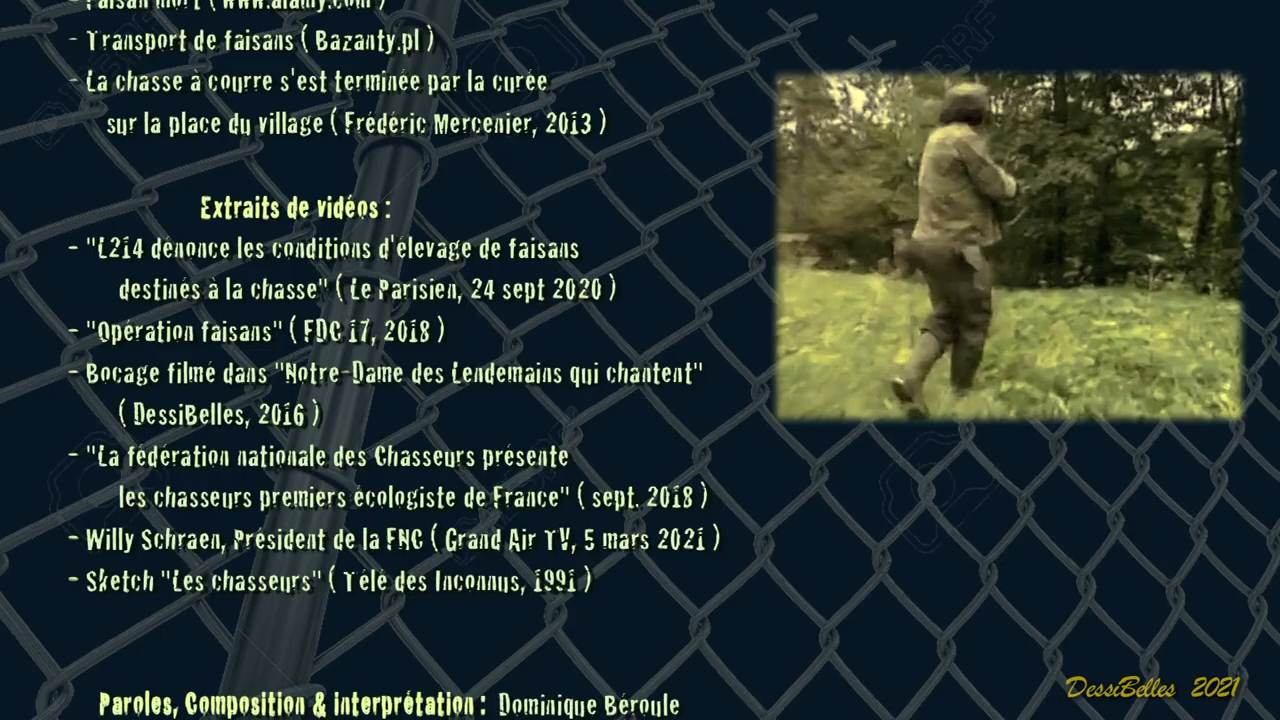 - Faisan mort ( www.alamy.com )
- Transport de faisans ( Bazanty.pl )
- La chasse à courre s'est terminée par la curée
sur la place du village ( Frédéric Mercenier, 2013 )
Extraits de vidéos :
- "L214 dénonce les conditions d'élevage de faisans
destinés à la chasse" ( Le Parisien, 24 sept 2020 )
- "Opération faisans" ( FDC 17, 2018 )
- Bocage filmé dans "Notre-Dame des Lendemains qui chantent"
( DessiBelles, 2016 )
- "La fédération nationale des Chasseurs présente
les chasseurs premiers écologiste de France" ( sept. 2018 )
- Willy Schraen, Président de la FNC ( Grand Air TV, 5 mars 2021 )
- Sketch "Les chasseurs" ( Télé des Inconnus, 1991 )
Paroles, Composition & interprétation : Dominique Béroule
DessiBelles 2021